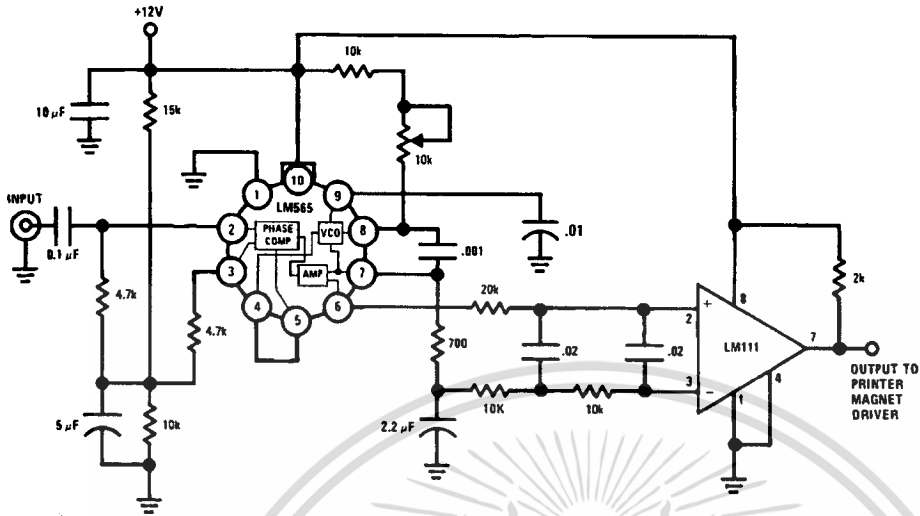 +12V
10k
10 µF
15k
10k
INPUT
0.1 µF
1
10
9
LM565
2
PHASE COMP
VCO
8
.01
.001
3
AMP
7
4.7k
4.7k
4
5
6
20k
2k
+
8
2
7
700
.02
.02
LM111
OUTPUT TO
PRINTER
MAGNET
DRIVER
3
-
1
4
5 µF
10k
10K
10k
2.2 µF